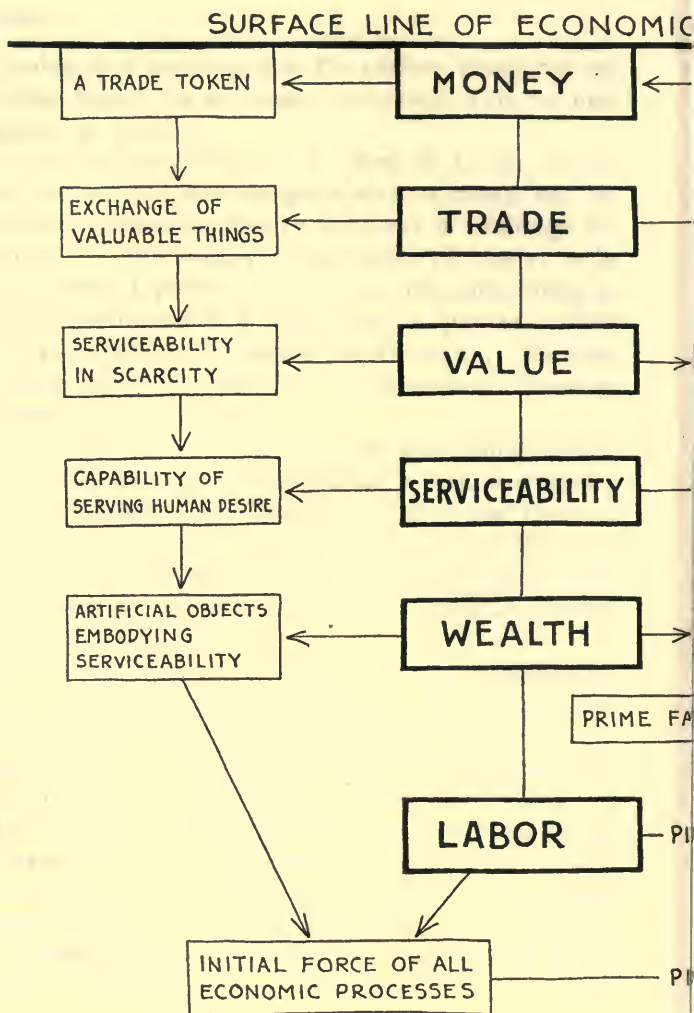 SURFACE LINE OF ECONOMIC
A TRADE TOKEN
MONEY
EXCHANGE OF
VALUABLE THINGS
TRADE
SERVICEABILITY
IN SCARCITY
VALUE
CAPABILITY OF
SERVING HUMAN DESIRE
SERVICEABILITY
ARTIFICIAL OBJECTS
EMBODYING
SERVICEABILITY
WEALTH
PRIME
LABOR
INITIAL FORCE OF ALL
ECONOMIC PROCESSES